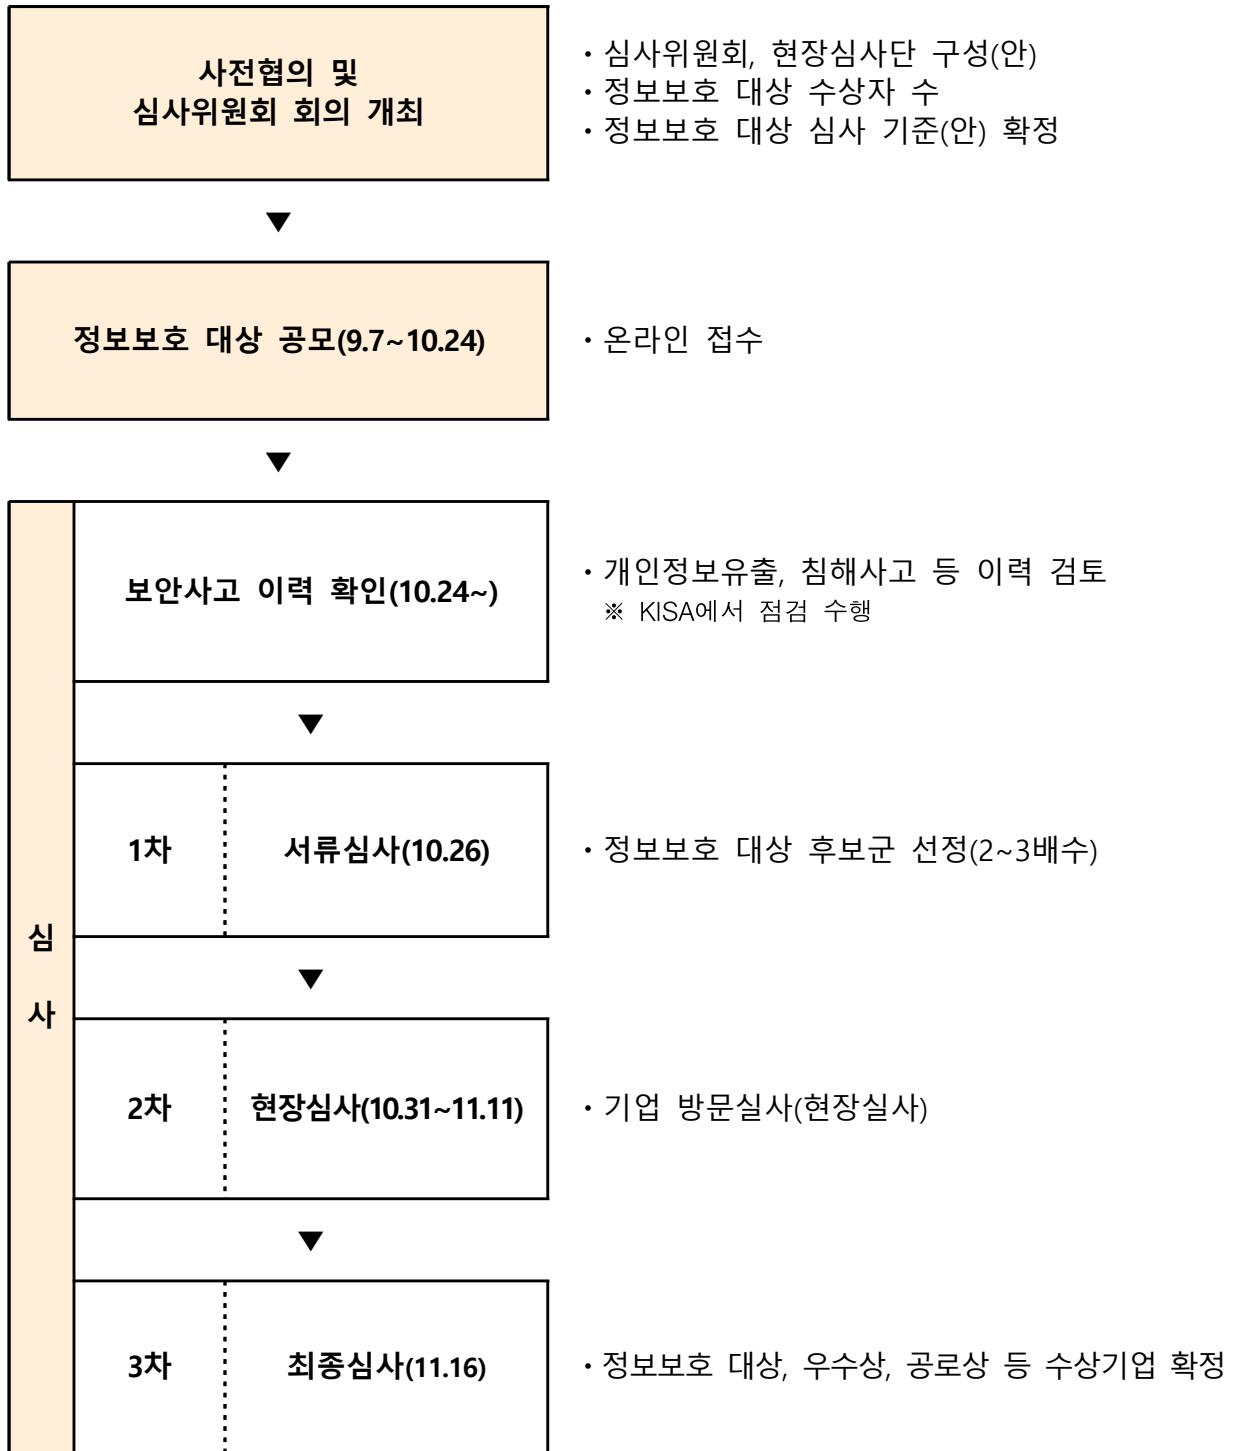 사전협의 및
심사위원회 회의 개최
・심사위원회, 현장심사단 구성(안)
・정보보호 대상 수상자 수
・정보보호 대상 심사 기준(안) 확정
▼
정보보호 대상 공모(9.7~10.24)
・온라인 접수
▼
보안사고 이력 확인(10.24~)
・개인정보유출, 침해사고 등 이력 검토
※ KISA에서 점검 수행
▼
1차
서류심사(10.26)
・정보보호 대상 후보군 선정(2~3배수)
심
사
▼
2차
현장심사(10.31~11.11)
・기업 방문실사(현장실사)
▼
3차
최종심사(11.16)
・정보보호 대상, 우수상, 공로상 등 수상기업 확정